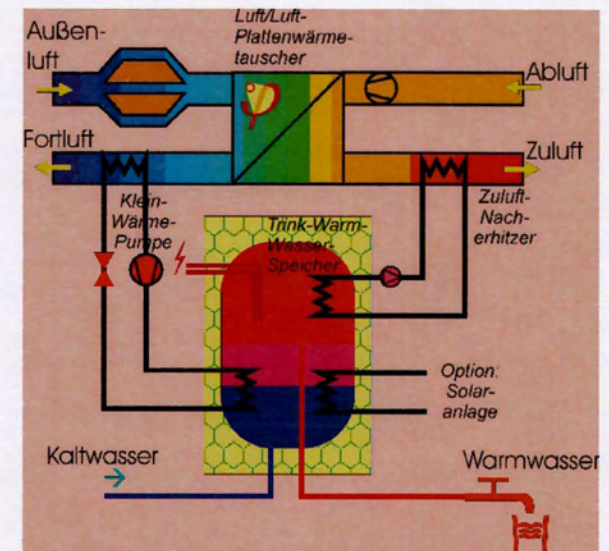 Außen-
luft
Luft/Luft-
Plattenwärme-
tauscher
Abluft
Fortluft
Zuluft
Klein-
Wärme-
Pumpe
Trink-Warm-
Wasser-
Speicher
Zuluft-
Nach-
erhitzer
Option:
Solar-
anlage
Kaltwasser
Warmwasser